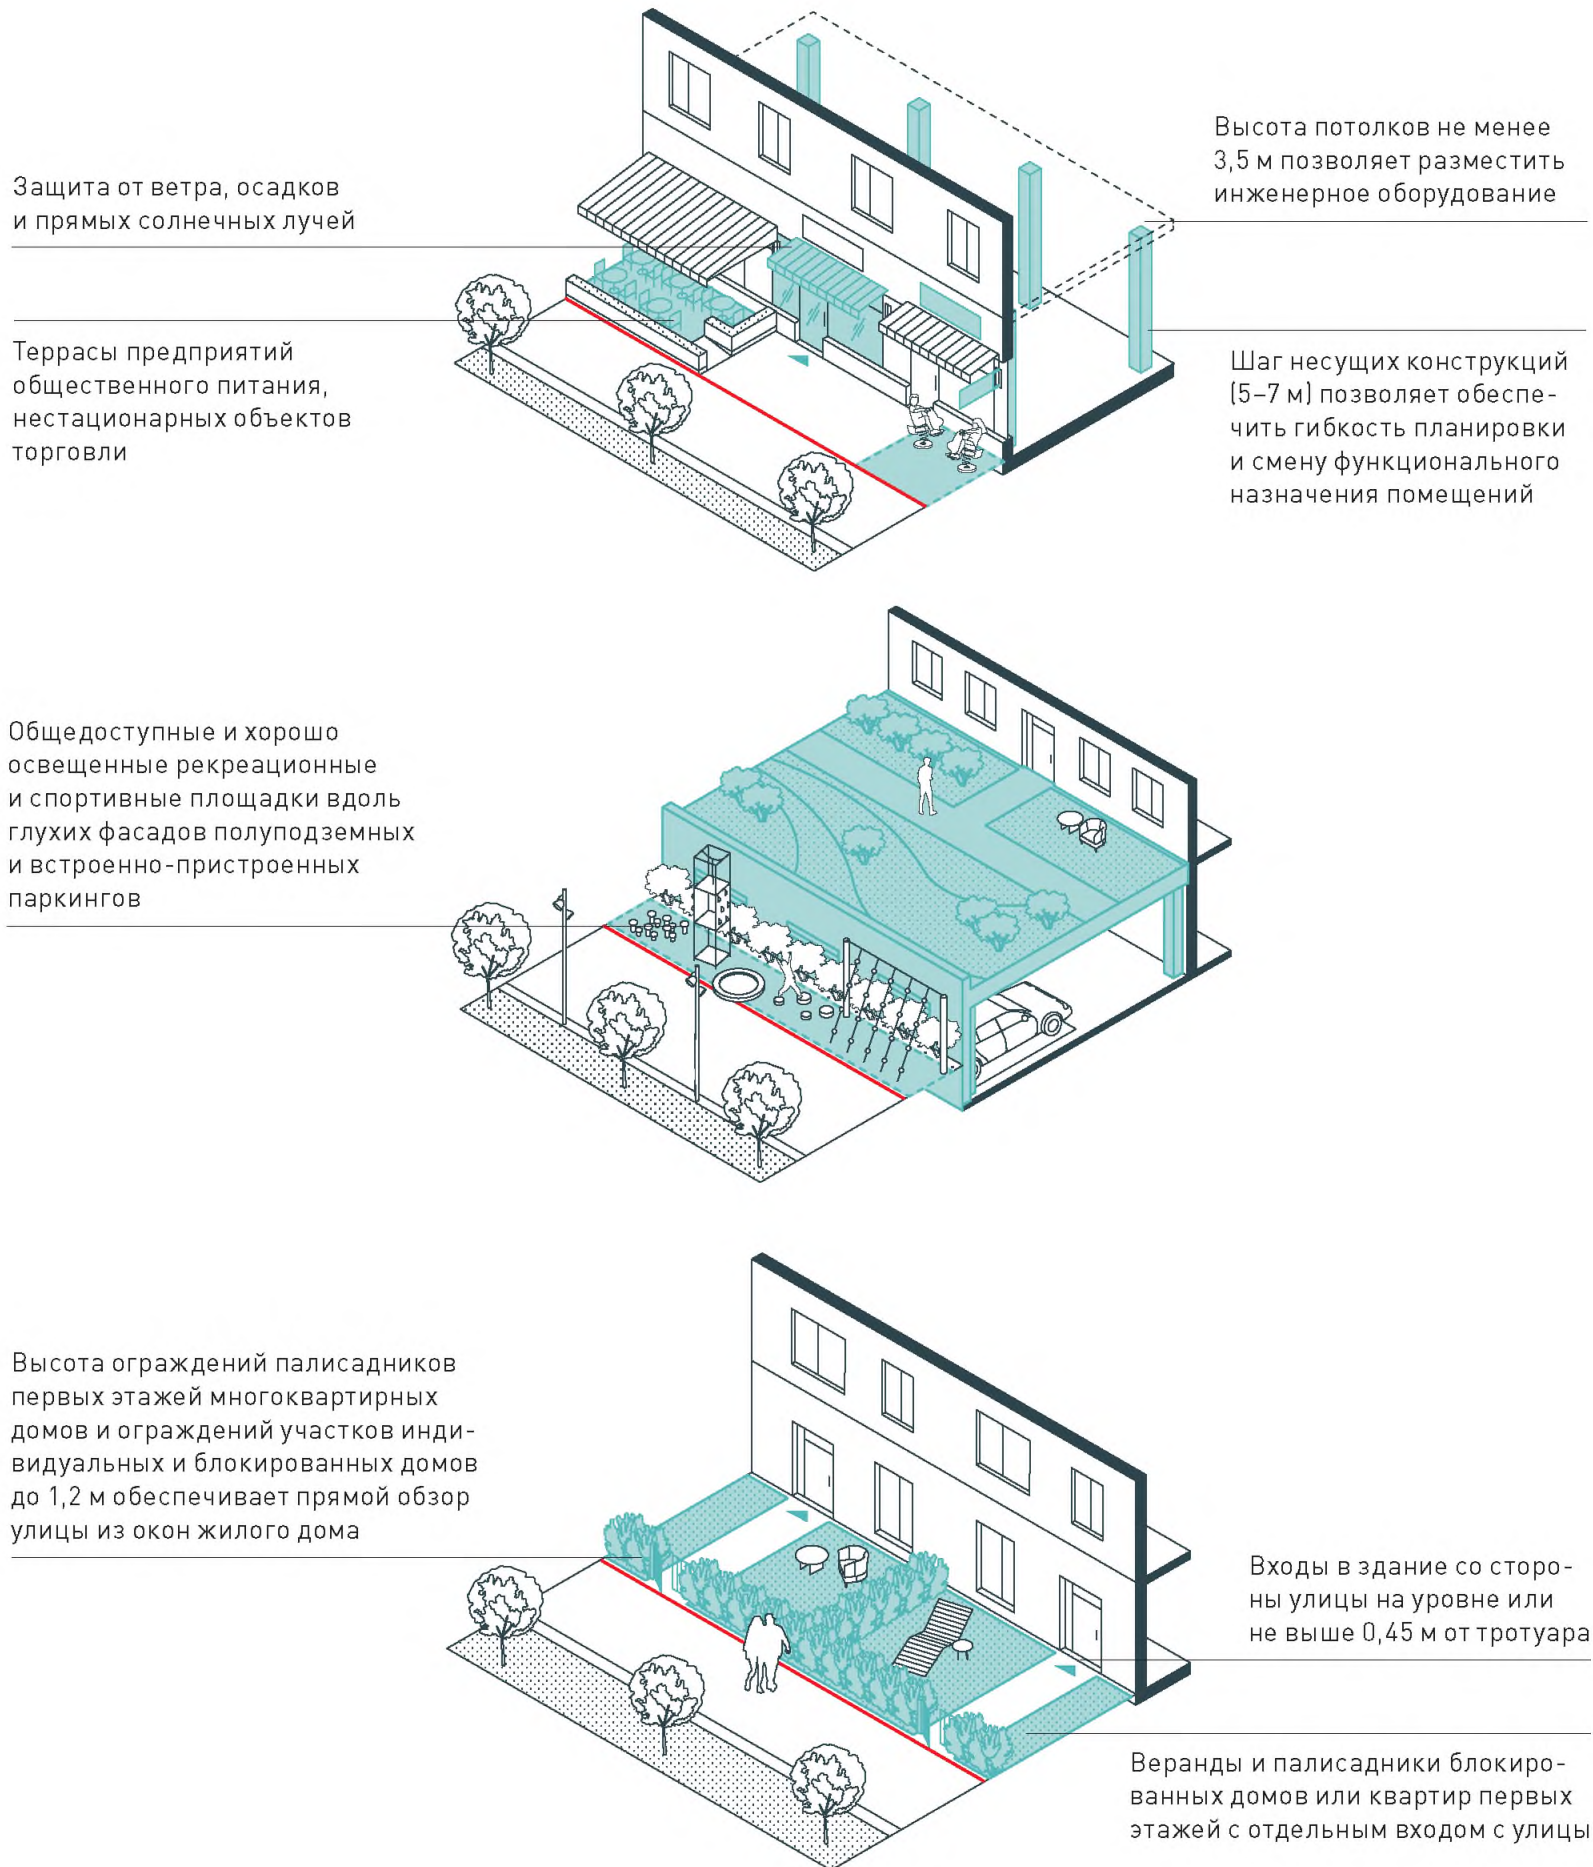 Защита от ветра, осадков
и прямых солнечных лучей
Террасы предприятий
общественного питания,
нестационарных объектов
торговли
Высота потолков не менее
3,5 м позволяет разместить
инженерное оборудование
Шаг несущих конструкций
(5–7 м) позволяет обеспе-
чить гибкость планировки
и смену функционального
назначения помещений
Общедоступные и хорошо
освещенные рекреационные
и спортивные площадки вдоль
глухих фасадов полуподземных
и встроенно-пристроенных
паркингов
Высота ограждений палисадников
первых этажей многоквартирных
домов и ограждений участков инди-
видуальных и блокированных домов
до 1,2 м обеспечивает прямой обзор
улицы из окон жилого дома
Входы в здание со сторо-
ны улицы на уровне или
не выше 0,45 м от тротуара
Веранды и палисадники блокиро-
ванных домов или квартир первых
этажей с отдельным входом с улицы